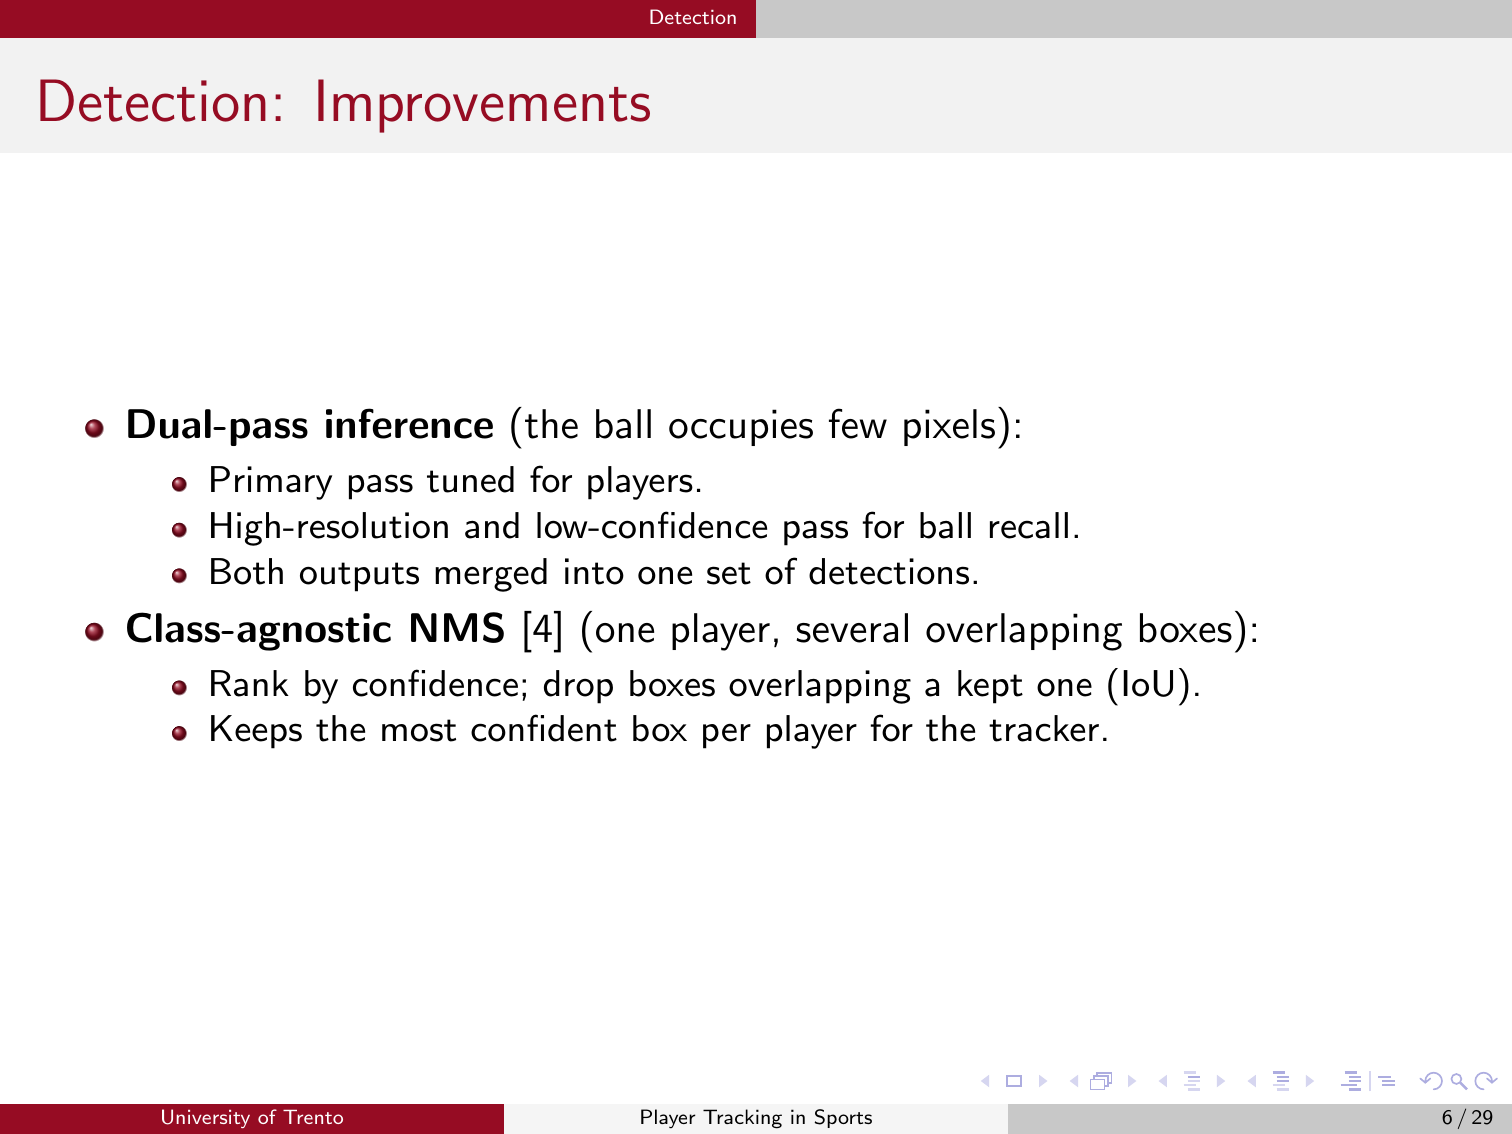 Detection
Detection: Improvements
Dual-pass inference (the ball occupies few pixels):
Primary pass tuned for players.
High-resolution and low-confidence pass for ball recall.
Both outputs merged into one set of detections.
Class-agnostic NMS [4] (one player, several overlapping boxes):
Rank by confidence; drop boxes overlapping a kept one (IoU).
Keeps the most confident box per player for the tracker.
University of Trento
Player Tracking in Sports
6 / 29